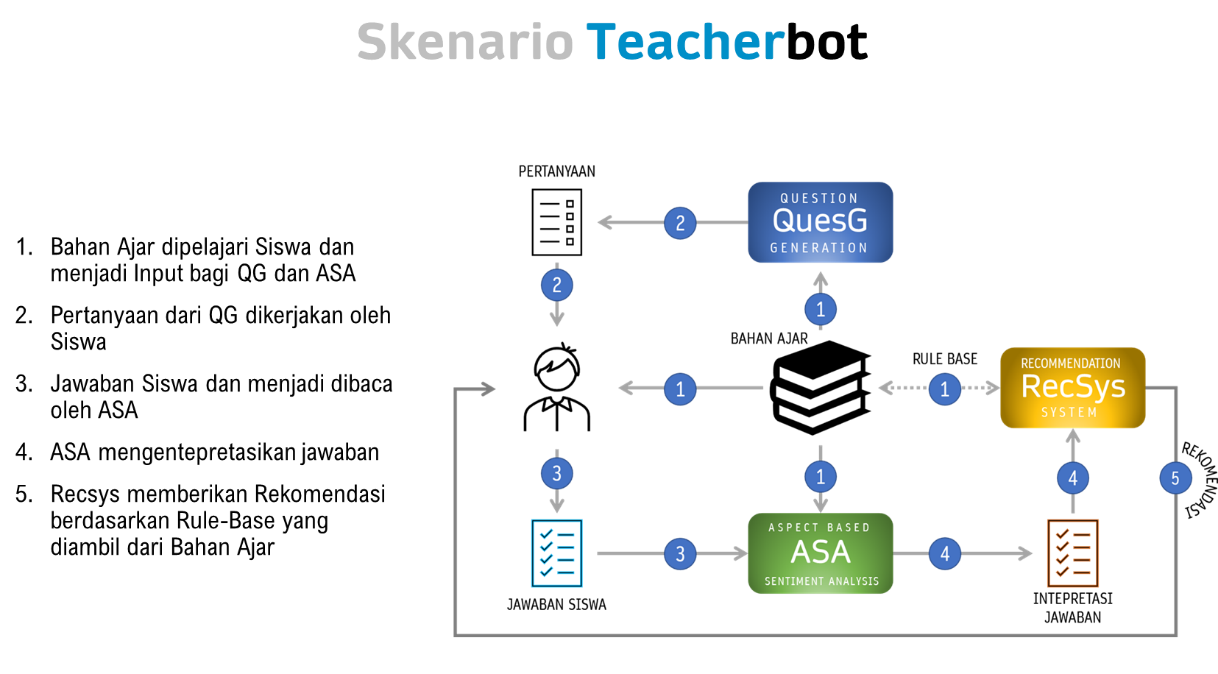 Skenario Teacherbot
1. Bahan Ajar dipelajari Siswa dan
menjadi Input bagi QG dan ASA
2. Pertanyaan dari QG dikerjakan oleh
Siswa
3. Jawaban Siswa dan menjadi dibaca
oleh ASA
4. ASA mengentepretasikan jawaban
5. Recsys memberikan Rekomendasi
berdasarkan Rule-Base yang
diambil dari Bahan Ajar
PERTANYAAN
2
QUESTION
QuesG
GENERATION
2
1
BAHAN AJAR
1
RULE BASE
1
RECOMMENDATION
RecSys
SYSTEM
3
1
4
5
REKOMENDASI
JAWABAN SISWA
3
ASPECT BASED
ASA
SENTIMENT ANALYSIS
4
INTEPRETASI
JAWABAN